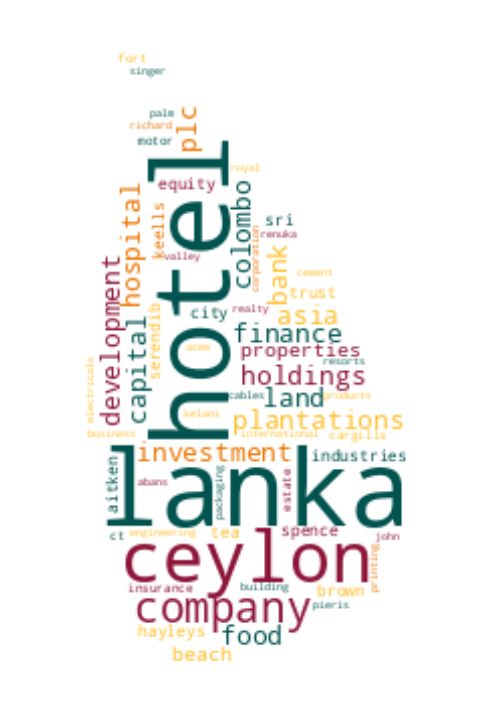 fort
singer
palm
richard
plc
motor
hotel
royal
equity
hospital
colombo
keells
sri
renuka
corporation
valley
development
bank
cement
trust
capital
serendib
city
realty
asia
finance
acme
properties
resorts
electricals
holdings
cables
land
products
kelani
plantations
business
international
cargills
investment
lanka
industries
aitken
abans
packaging
estate
ct
engineering
tea
spence
john
ceylon
printing
insurance
building
brown
company
pieris
hayleys
food
beach